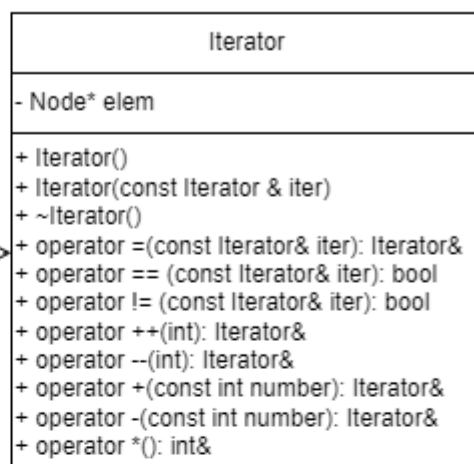 Iterator
- Node* elem
+ Iterator()
+ Iterator(const Iterator & iter)
+ ~Iterator()
+ operator =(const Iterator& iter): Iterator&
+ operator == (const Iterator& iter): bool
+ operator != (const Iterator& iter): bool
+ operator ++(int): Iterator&
+ operator --(int): Iterator&
+ operator +(const int number): Iterator&
+ operator -(const int number): Iterator&
+ operator *(): int&